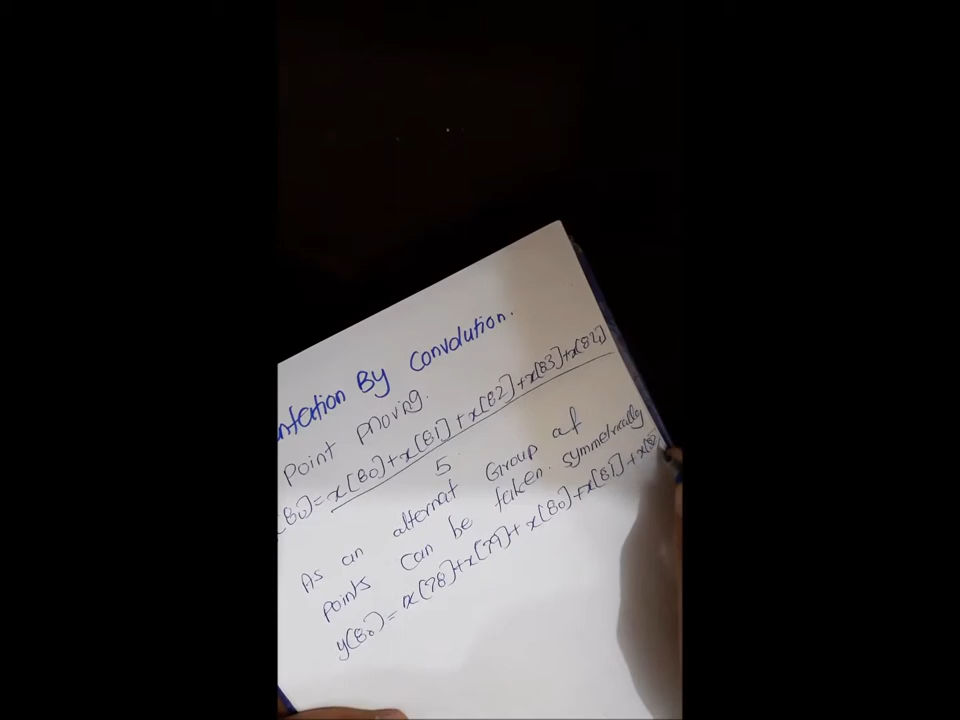 By Convolution.
Point Moving.
[80]= x[80]+x[81]+x[82]+x[83]+x[84]
5
As an alternat Group of
points can be taken symmetrically
y[80]= x[78]+x[79]+x[80]+x[81]+x[8